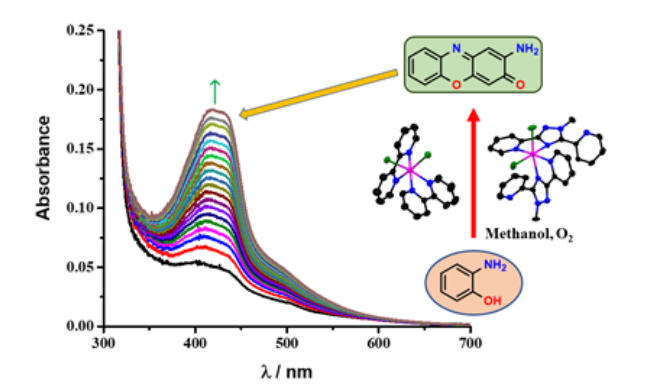 0.25
0.20
0.15
0.10
0.05
0.00
Absorbance
300
400
500
600
700
λ / nm
N
NH₂
O
O
Methanol, O₂
NH₂
OH